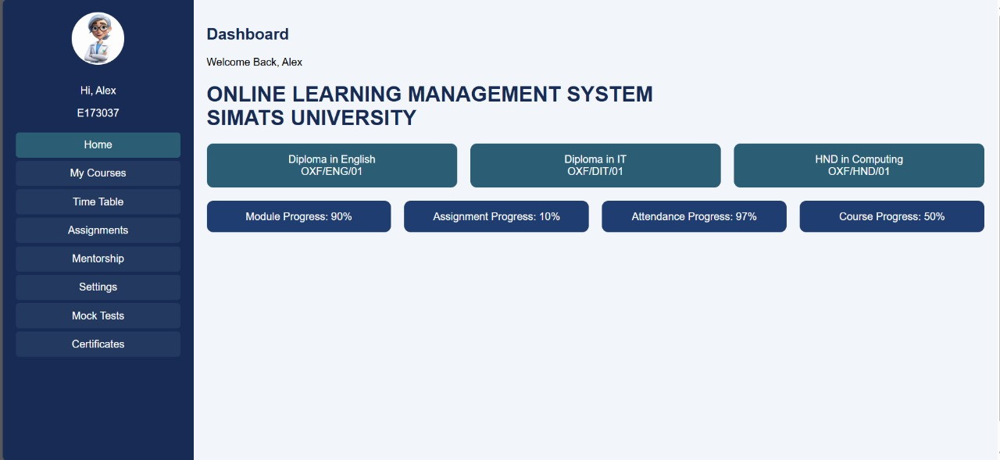 Hi, Alex
E173037
Home
My Courses
Time Table
Assignments
Mentorship
Settings
Mock Tests
Certificates
Dashboard
Welcome Back, Alex
ONLINE LEARNING MANAGEMENT SYSTEM
SIMATS UNIVERSITY
Diploma in English
OXF/ENG/01
Diploma in IT
OXF/DIT/01
HND in Computing
OXF/HND/01
Module Progress: 90%
Assignment Progress: 10%
Attendance Progress: 97%
Course Progress: 50%